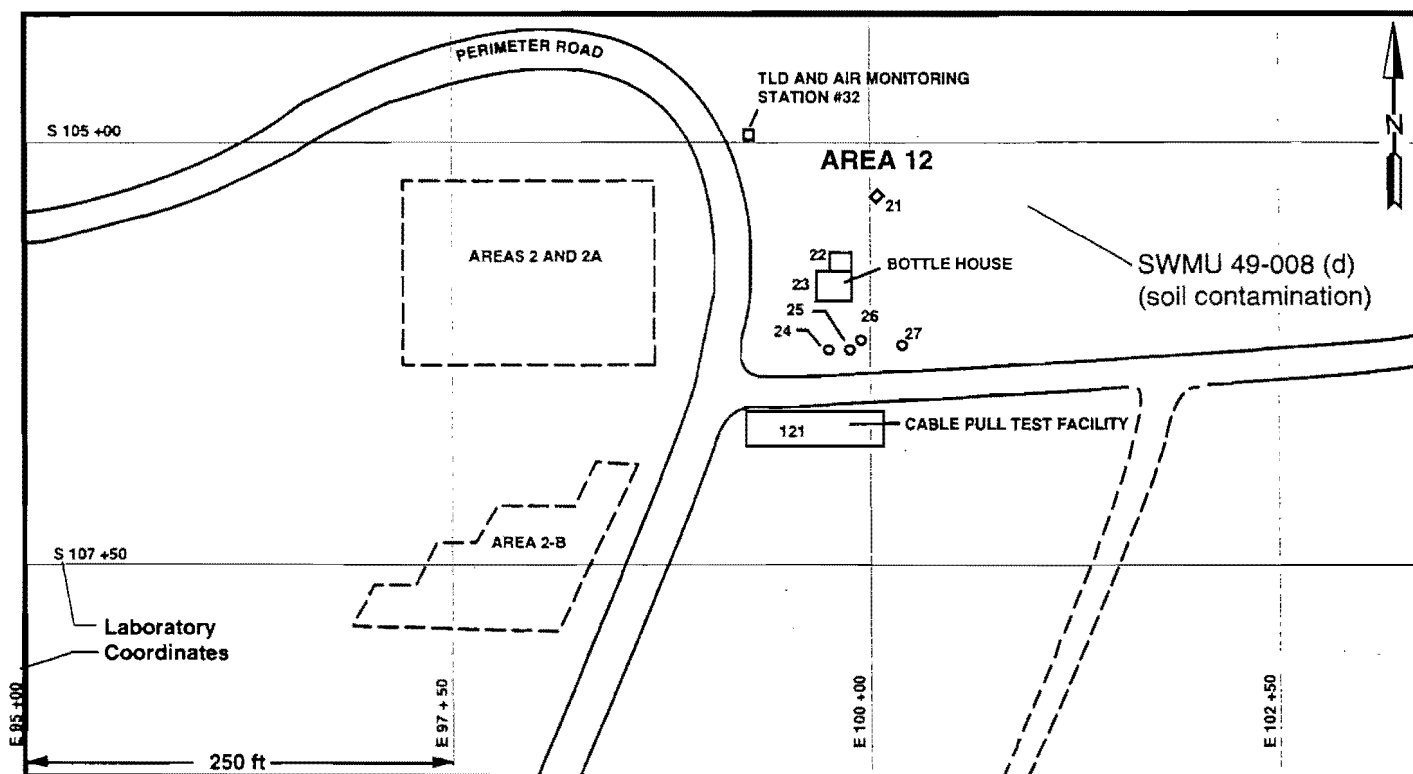 PERIMETER ROAD
TLD AND AIR MONITORING
STATION #32
N
S 105 +00
AREA 12
21
AREAS 2 AND 2A
22
BOTTLE HOUSE
23
SWMU 49-008 (d)
(soil contamination)
25
26
24
27
121
CABLE PULL TEST FACILITY
AREA 2-B
S 107 +50
Laboratory
Coordinates
E 95 +00
E 97 + 50
E 100 +00
E 102 +50
250 ft